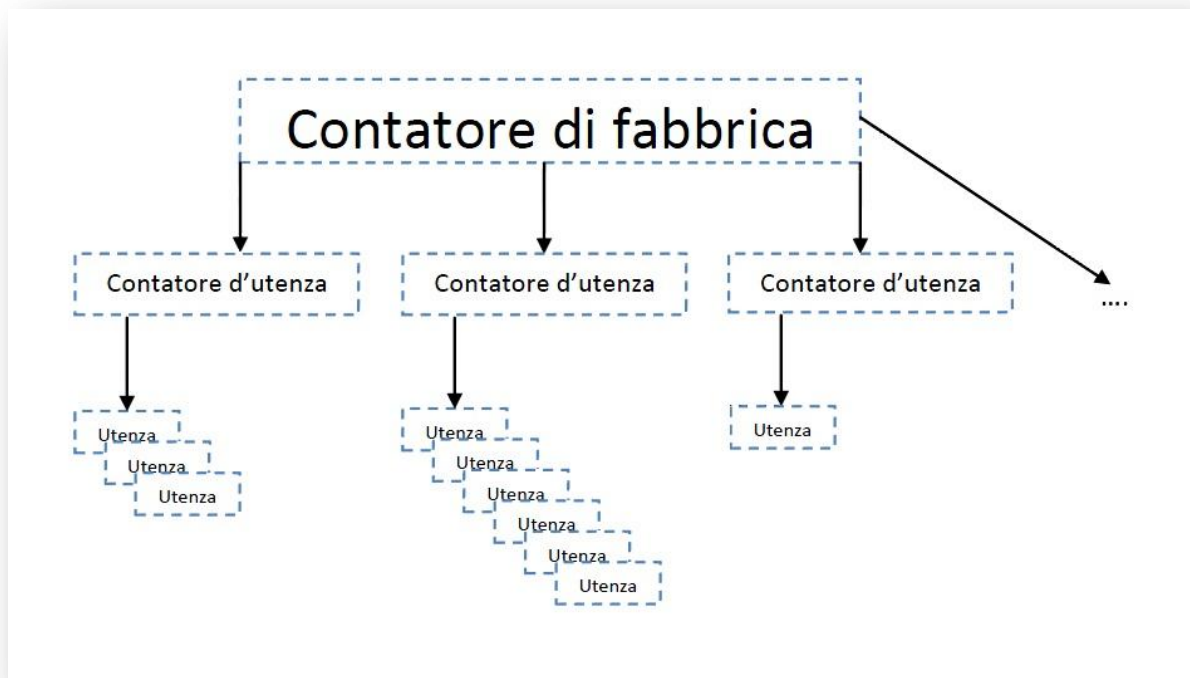 Contatore di fabbrica
Contatore d’utenza
Contatore d’utenza
Contatore d’utenza
....
Utenza
Utenza
Utenza
Utenza
Utenza
Utenza
Utenza
Utenza
Utenza
Utenza